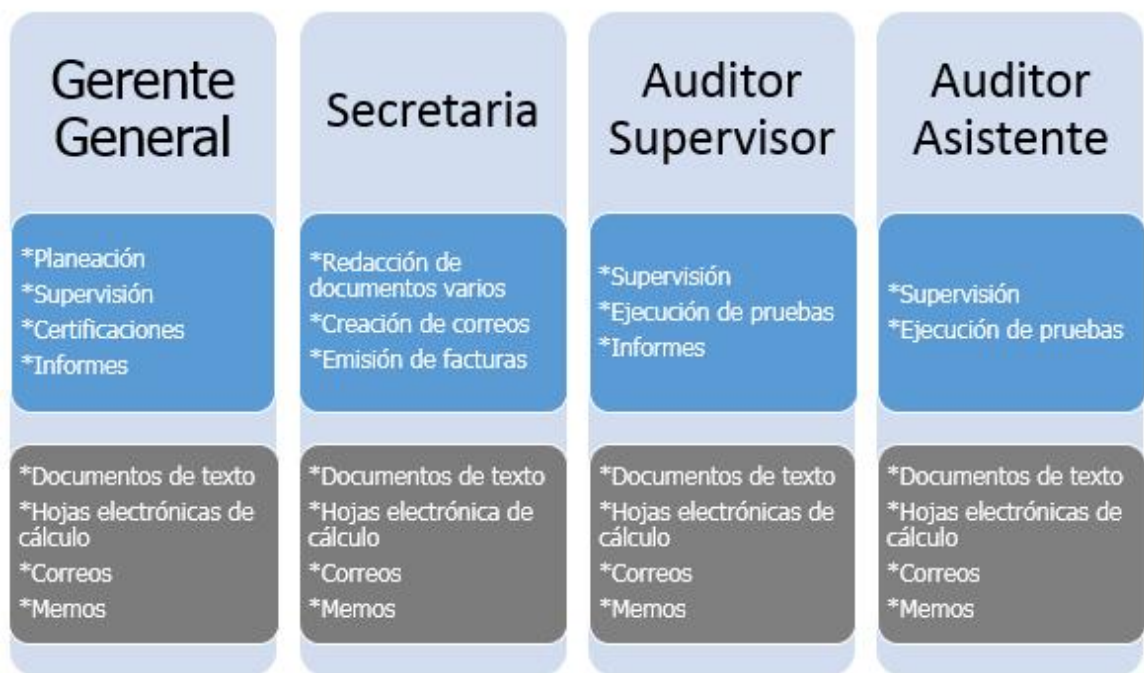 Gerente
General
*Planeación
*Supervisión
*Certificaciones
*Informes
*Documentos de texto
*Hojas electrónicas de
cálculo
*Correos
*Memos
Secretaria
*Redacción de
documentos varios
*Creación de correos
*Emisión de facturas
*Documentos de texto
*Hojas electrónica de
cálculo
*Correos
*Memos
Auditor
Supervisor
*Supervisión
*Ejecución de pruebas
*Informes
*Documentos de texto
*Hojas electrónicas de
cálculo
*Correos
*Memos
Auditor
Asistente
*Supervisión
*Ejecución de pruebas
*Documentos de texto
*Hojas electrónicas de
cálculo
*Correos
*Memos